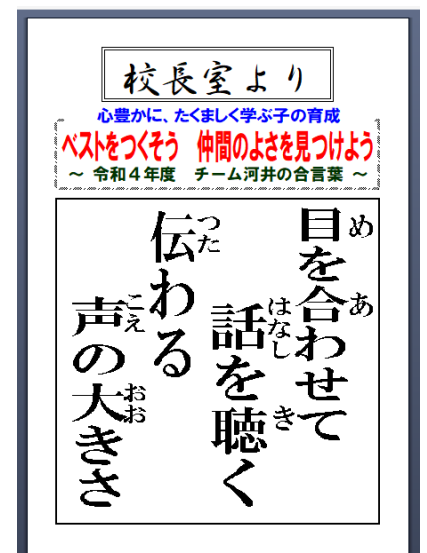 校長室より
心豊かに、たくましく学ぶ子の育成
ベストをつくそう　仲間のよさを見つけよう
～ 令和４年度　チーム河井の合言葉 ～
目を合わせて
話を聴く
伝わる
声の大きさ